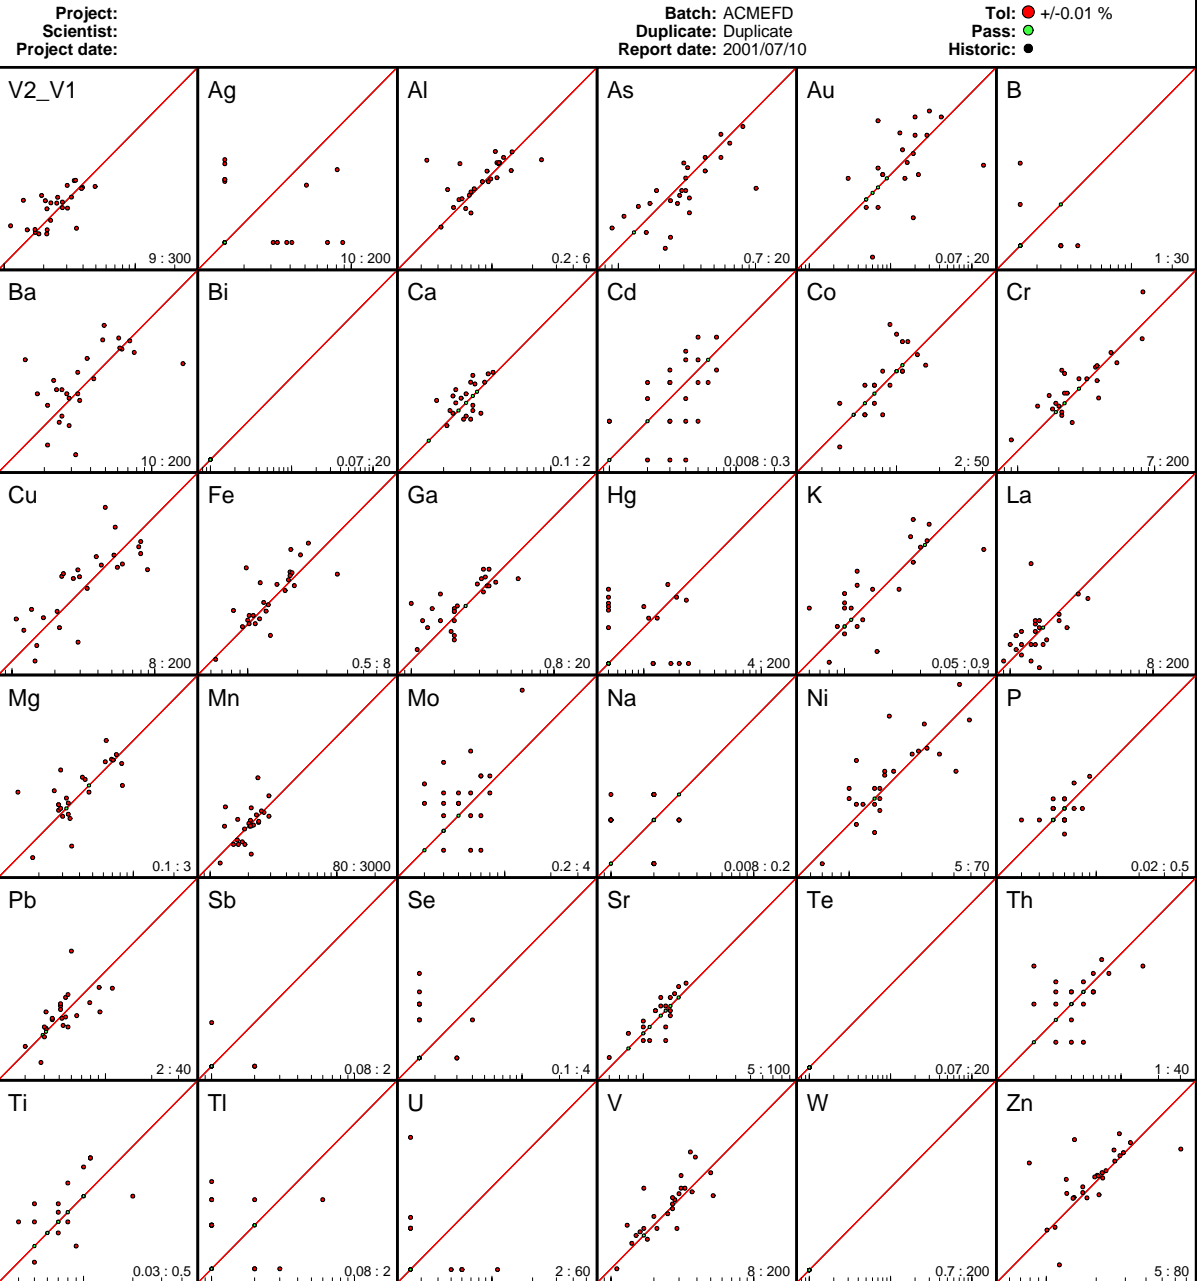 Project: Batch: ACMEFD Tol: +/-0.01 %
Scientist: Duplicate: Duplicate Pass:
Project date: Report date: 2001/07/10 Historic:
V2_V1 Ag Al As Au B
9 : 300 10 : 200 0.2 : 6 0.7 : 20 0.07 : 20 1 : 30
Ba Bi Ca Cd Co Cr
10 : 200 0.07 : 20 0.1 : 2 0.008 : 0.3 2 : 50 7 : 200
Cu Fe Ga Hg K La
8 : 200 0.5 : 8 0.8 : 20 4 : 200 0.05 : 0.9 8 : 200
Mg Mn Mo Na Ni P
0.1 : 3 80 : 3000 0.2 : 4 0.008 : 0.2 5 : 70 0.02 : 0.5
Pb Sb Se Sr Te Th
2 : 40 0.08 : 2 0.1 : 4 5 : 100 0.07 : 20 1 : 40
Ti Tl U V W Zn
0.03 : 0.5 0.08 : 2 2 : 60 8 : 200 0.7 : 200 5 : 80